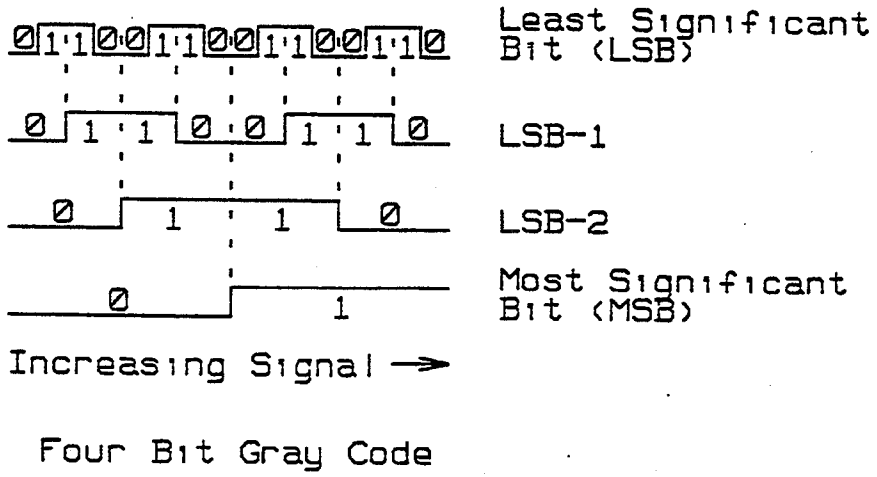 0 1 1 0 0 1 1 0 0 1 1 0 0 1 1 0 Least Significant
Bit (LSB)
0 1 1 0 0 1 1 0 LSB-1
0 1 1 0 LSB-2
0 1 Most Significant
Bit (MSB)
Increasing Signal
Four Bit Gray Code